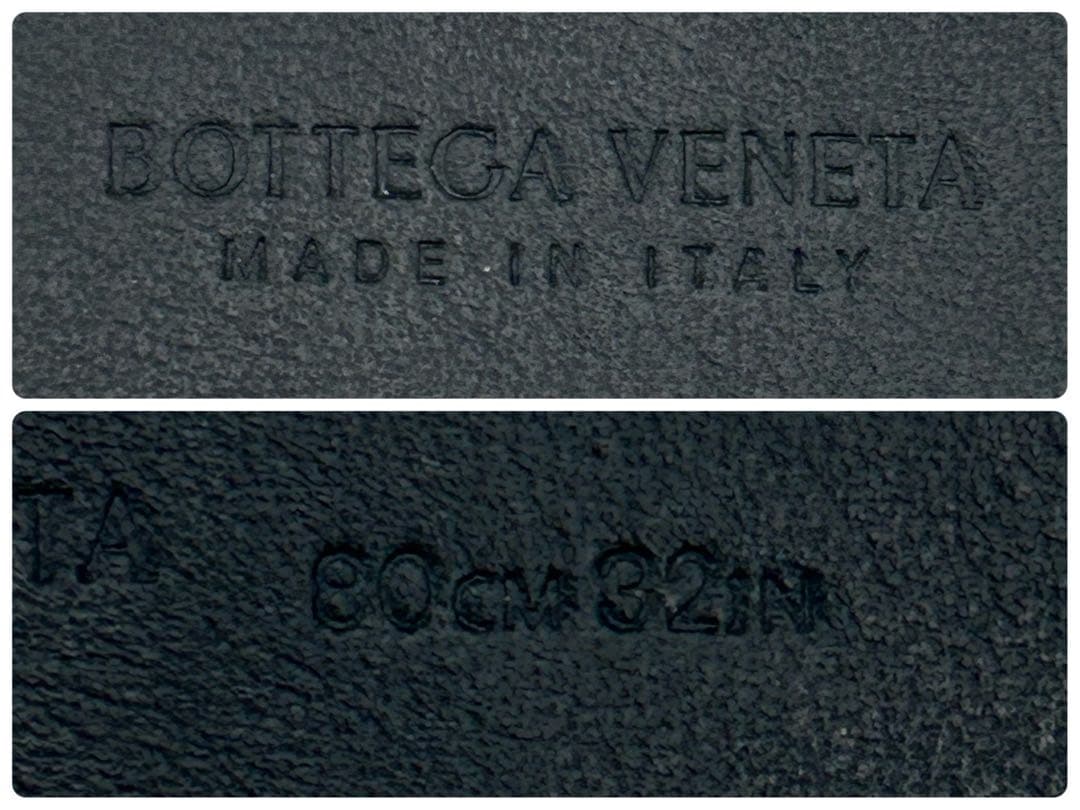 BOTTEGA VENETA
MADE IN ITALY
TA 80CM 32IN